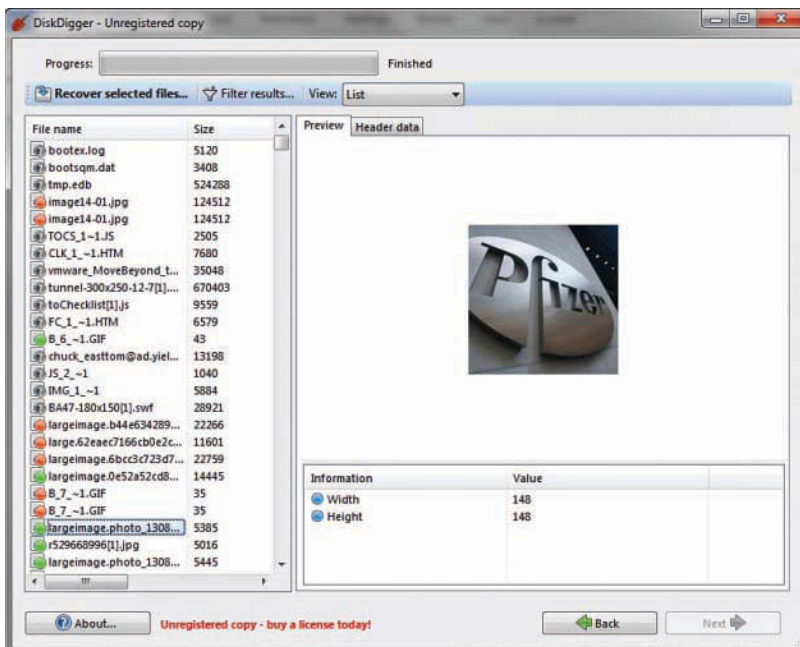 DiskDigger - Unregistered copy
Progress: Finished
Recover selected files... Filter results... View: List
File name Size
bootex.log 5120
bootsqm.dat 3408
tmp.edb 524288
image14-01.jpg 124512
image14-01.jpg 124512
TOCS_1~1.JS 2505
CLK_1_~1.HTM 7680
vmware_MoveBeyond_t... 35048
tunnel-300x250-12-7[1].... 670403
toChecklist[1].js 9559
FC_1_~1.HTM 6579
B_6_~1.GIF 43
chuck_easttom@ad.yiel... 13198
JS_2_~1 1040
IMG_1_~1 5884
BA47-180x150[1].swf 28921
largeimage.b44e634289... 22266
large.62eaec7166cb0e2c... 11601
largeimage.6bcc3c723d7... 22759
largeimage.0e52a52cd8... 14445
B_7_~1.GIF 35
B_7_~1.GIF 35
largeimage.photo_1308... 5385
r529668996[1].jpg 5016
largeimage.photo_1308... 5445
Preview Header data
Pfizer
Information Value
Width 148
Height 148
About... Unregistered copy - buy a license today! Back Next